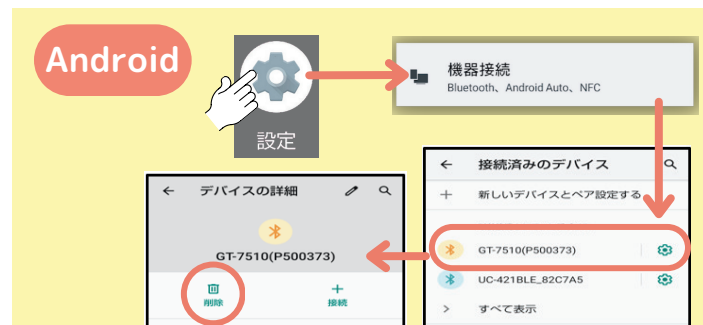 Android
設定
機器接続
Bluetooth、Android Auto、NFC
接続済みのデバイス
新しいデバイスとペア設定する
GT-7510(P500373)
UC-421BLE_82C7A5
すべて表示
デバイスの詳細
GT-7510(P500373)
削除
接続